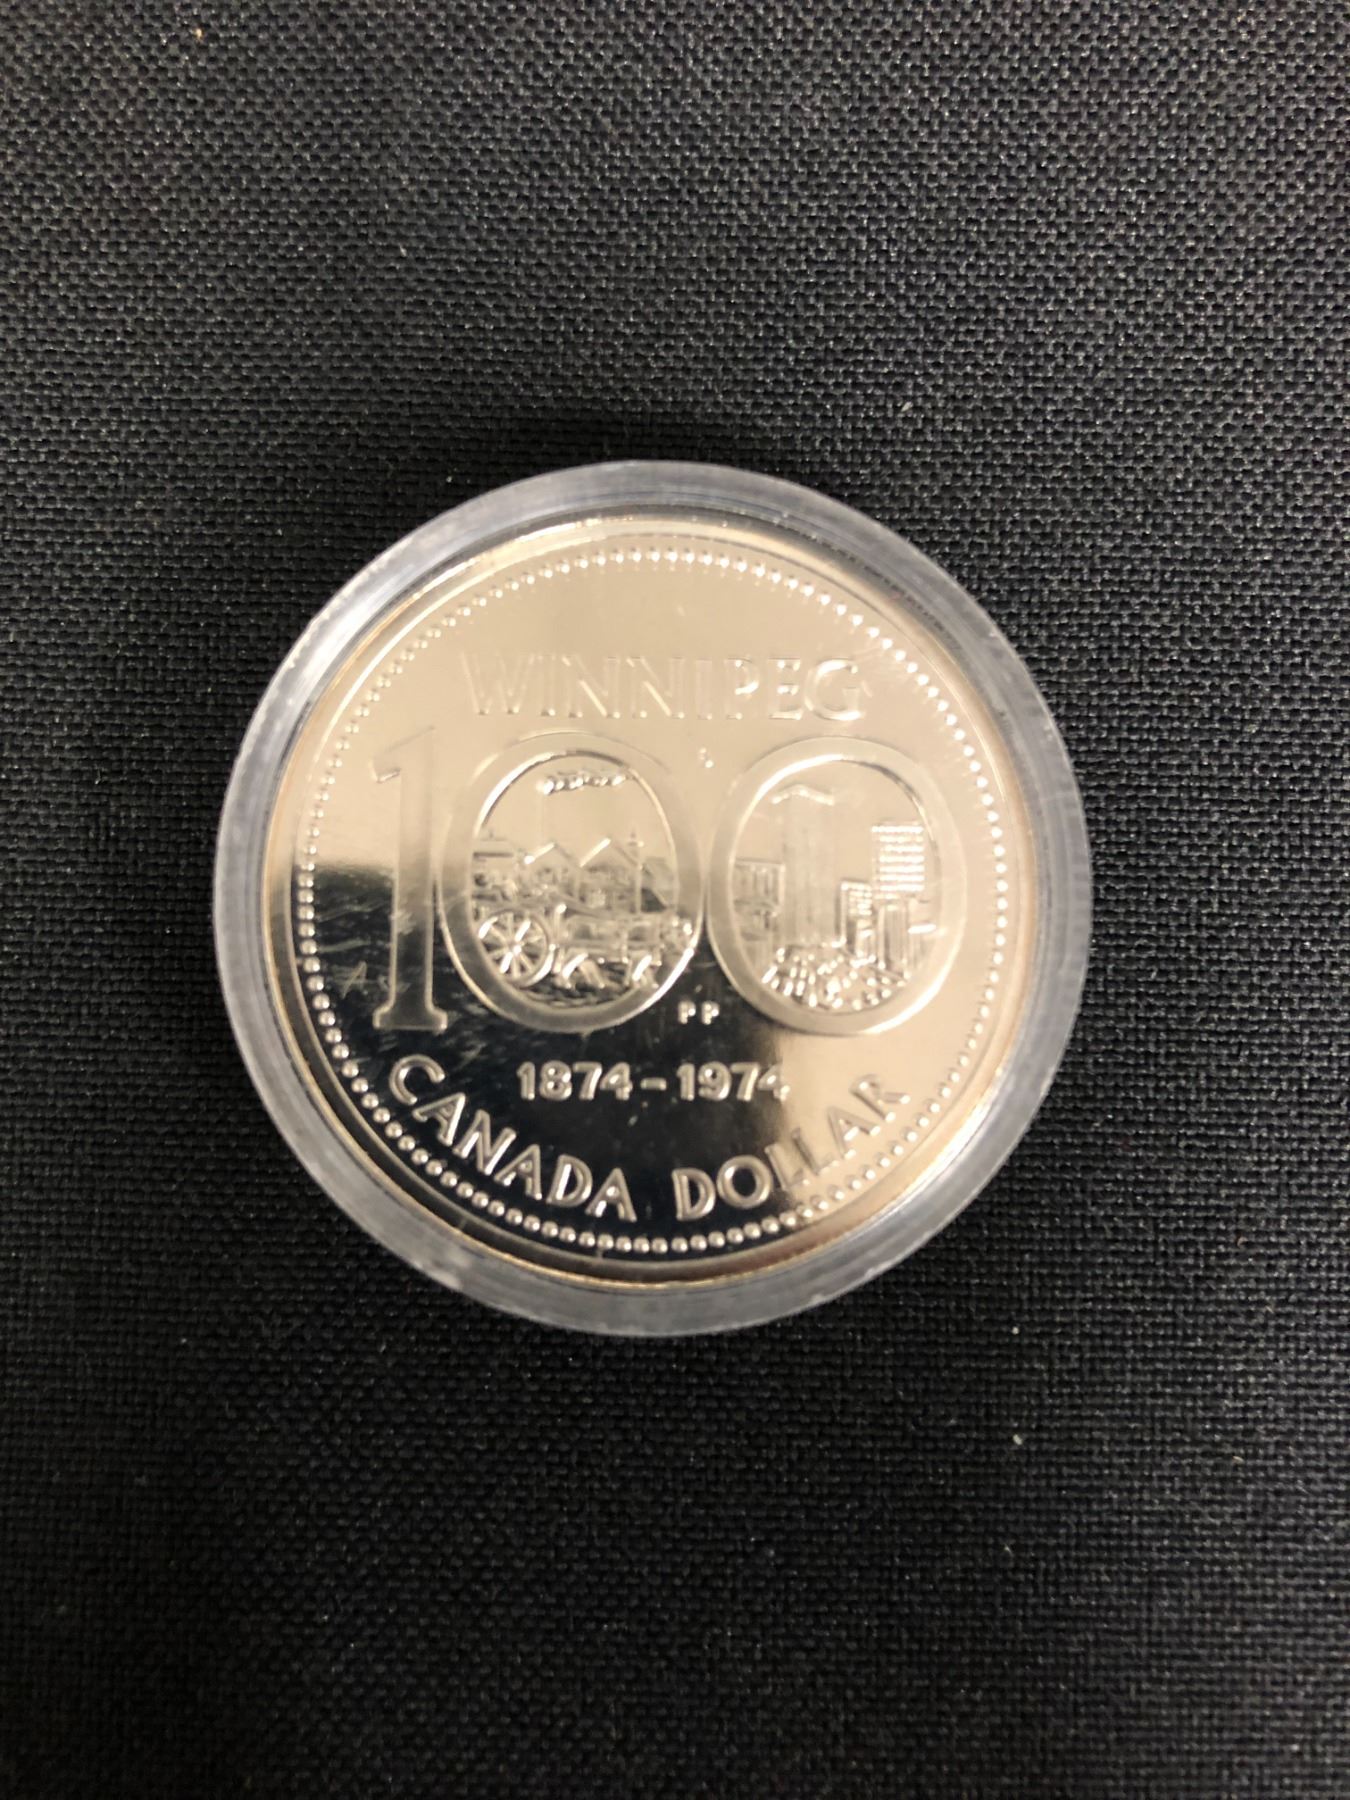 WINNIPEG
100
PP
1874-1974
CANADA DOLLAR